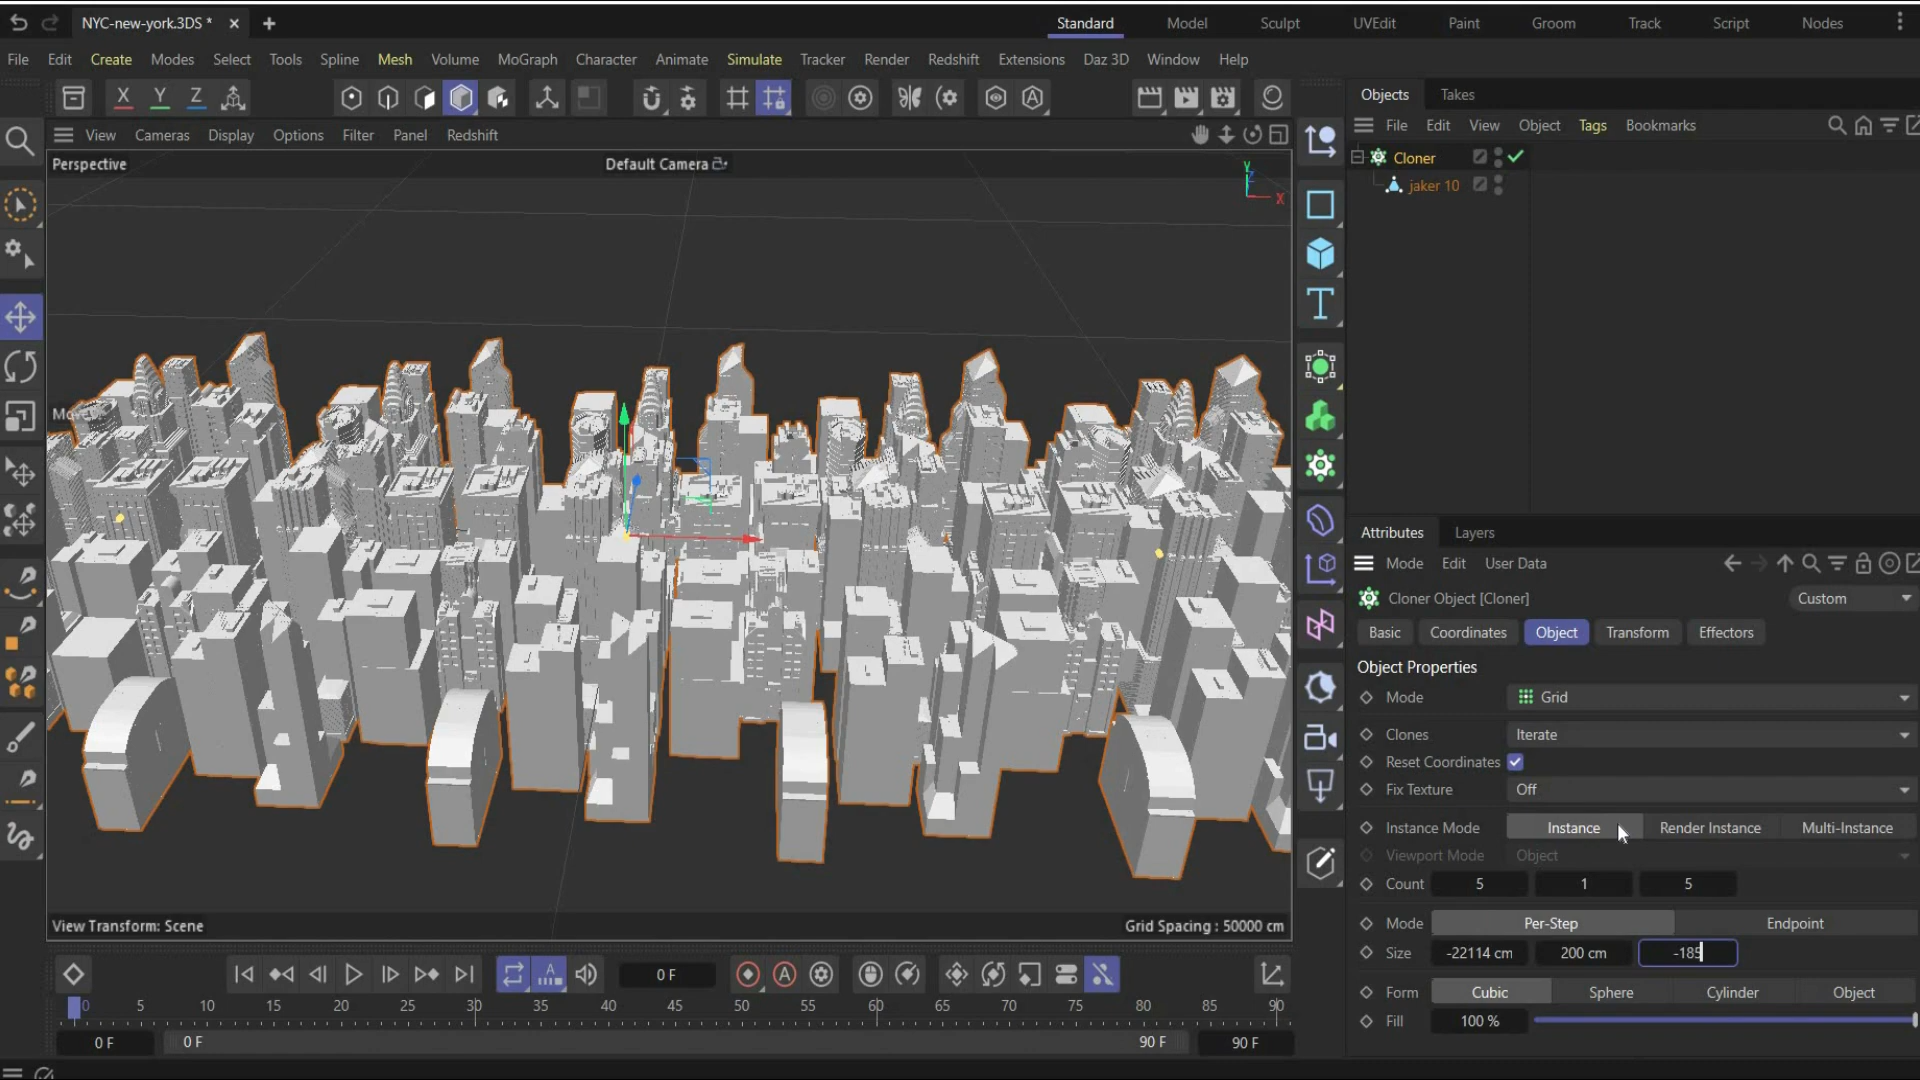 NYC-new-york.3DS *
Standard
Model
Sculpt
UVEdit
Paint
Groom
Track
Script
Nodes
File Edit Create Modes Select Tools Spline Mesh Volume MoGraph Character Animate Simulate Tracker Render Redshift Extensions Daz 3D Window Help
X Y Z
Objects Takes
File Edit View Object Tags Bookmarks
View Cameras Display Options Filter Panel Redshift
Perspective
Default Camera
Y
Z
X
Cloner
jaker 10
Attributes Layers
Mode Edit User Data
Cloner Object [Cloner]
Custom
Basic Coordinates Object Transform Effectors
Object Properties
Mode Grid
Clones Iterate
Reset Coordinates
Fix Texture Off
Instance Mode Instance Render Instance Multi-Instance
Viewport Mode Object
Count 5 1 5
Mode Per-Step Endpoint
Size -22114 cm 200 cm -185
Form Cubic Sphere Cylinder Object
Fill 100 %
View Transform: Scene
Grid Spacing : 50000 cm
0 F
0 5 10 15 20 25 30 35 40 45 50 55 60 65 70 75 80 85 90
0 F 0 F 90 F 90 F